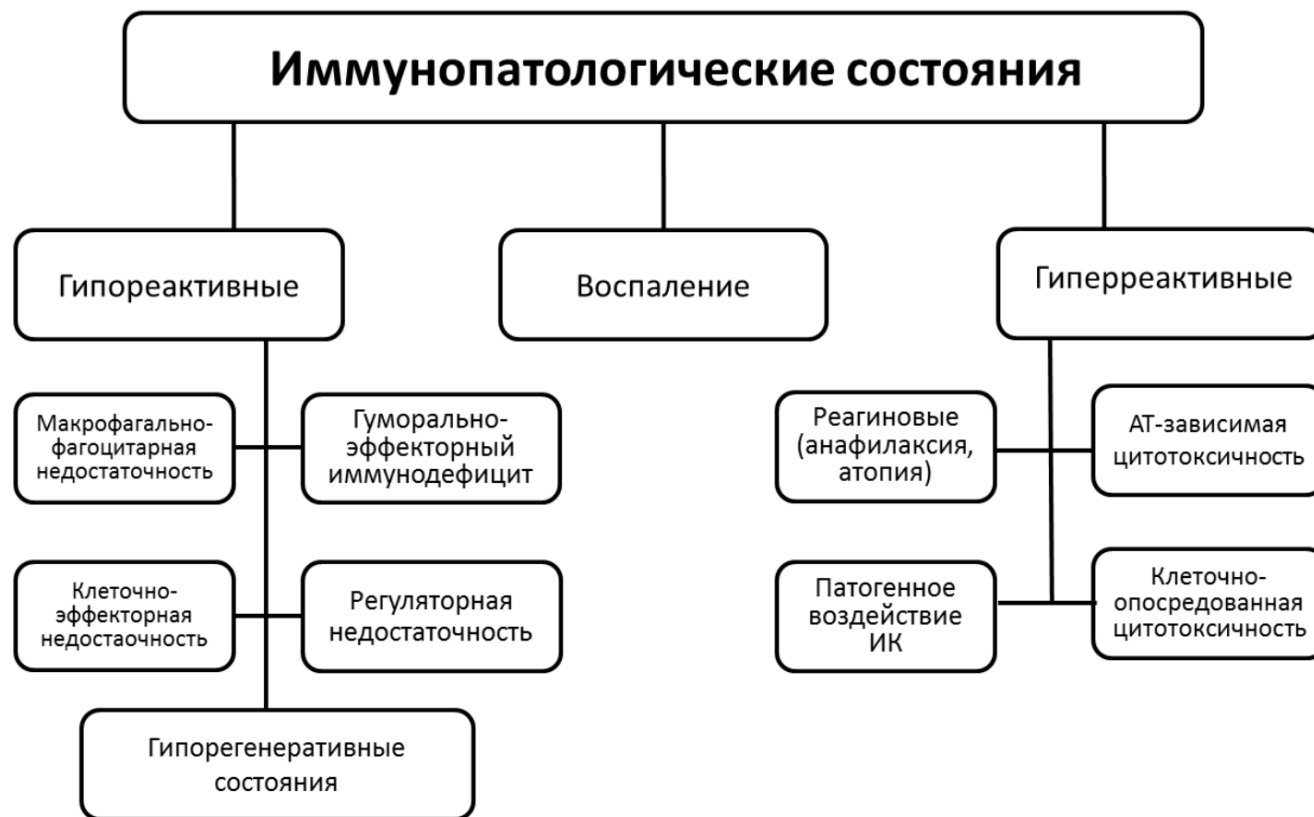 Иммунопатологические состояния
Гипореактивные
Воспаление
Гиперреактивные
Макрофагально-
фагоцитарная
недостаточность
Гуморально-
эффекторный
иммунодефицит
Реагиновые
(анафилаксия,
атопия)
АТ-зависимая
цитотоксичность
Клеточно-
эффекторная
недостаочность
Регуляторная
недостаточность
Патогенное
воздействие
ИК
Клеточно-
опосредованная
цитотоксичность
Гипорегенеративные
состояния